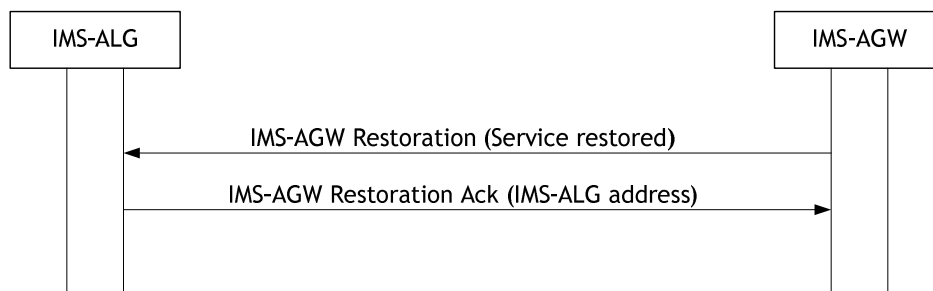 IMS-ALG
IMS-AGW
IMS-AGW Restoration (Service restored)
IMS-AGW Restoration Ack (IMS-ALG address)